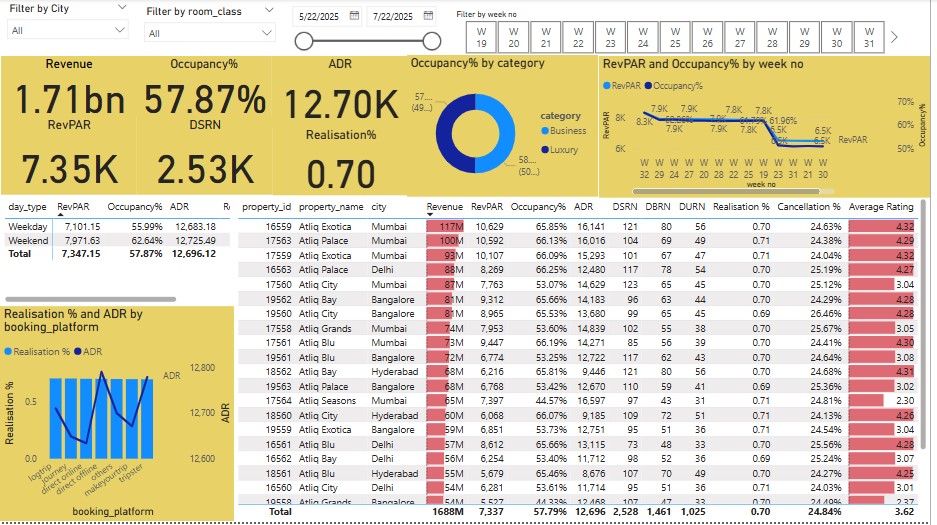 Filter by City
All
Filter by room_class
All
5/22/2025 7/22/2025
Filter by week no
W 19 W 20 W 21 W 22 W 23 W 24 W 25 W 26 W 27 W 28 W 29 W 30 W 31
Revenue
1.71bn
RevPAR
7.35K
Occupancy%
57.87%
DSRN
2.53K
ADR
12.70K
Realisation%
0.70
Occupancy% by category
57....
(49...)
58....
(50...)
category
Business
Luxury
RevPAR and Occupancy% by week no
RevPAR Occupancy%
RevPAR
8K
6K
8.3K
7.9K
7.9K
7.9K
7.8K
7.8K
61.96%
6.5K
6.5K
RevPAR
70%
60%
50%
Occupancy%
W 32 W 29 W 24 W 27 W 25 W 28 W 22 W 19 W 23 W 31 W 21 W 30
week no
day_type RevPAR Occupancy% ADR
Weekday 7,101.15 55.99% 12,683.18
Weekend 7,971.63 62.64% 12,725.49
Total 7,347.15 57.87% 12,696.12
property_id property_name city Revenue RevPAR Occupancy% ADR DSRN DBRN DURN Realisation % Cancellation % Average Rating
16559 Atliq Exotica Mumbai 117M 10,629 65.85% 16,141 121 80 56 0.70 24.63% 4.32
17563 Atliq Palace Mumbai 100M 10,592 66.13% 16,016 104 69 49 0.71 24.38% 4.29
17559 Atliq Exotica Mumbai 93M 10,107 66.09% 15,293 101 67 47 0.71 24.04% 4.32
16563 Atliq Palace Delhi 88M 8,269 66.25% 12,480 117 78 54 0.70 25.19% 4.27
17560 Atliq City Mumbai 87M 7,763 53.07% 14,629 123 65 45 0.70 25.12% 3.04
19562 Atliq Bay Bangalore 81M 9,312 65.66% 14,183 96 63 44 0.70 24.29% 4.28
19560 Atliq City Bangalore 81M 8,965 65.53% 13,680 99 65 45 0.69 26.46% 4.28
17558 Atliq Grands Mumbai 74M 7,953 53.60% 14,839 102 55 38 0.70 25.67% 3.05
17561 Atliq Blu Mumbai 73M 9,447 66.19% 14,271 85 56 39 0.71 24.41% 4.30
19561 Atliq Blu Bangalore 72M 6,774 53.25% 12,722 117 62 43 0.70 24.64% 3.08
18562 Atliq Bay Hyderabad 68M 6,216 65.81% 9,446 121 80 56 0.70 24.68% 4.31
19563 Atliq Palace Bangalore 68M 6,768 53.42% 12,670 110 59 41 0.69 25.36% 3.02
17564 Atliq Seasons Mumbai 65M 7,397 44.57% 16,597 97 43 31 0.71 24.81% 2.30
18560 Atliq City Hyderabad 60M 6,068 66.07% 9,185 109 72 51 0.71 24.13% 4.26
19559 Atliq Exotica Bangalore 59M 6,851 53.73% 12,751 95 51 36 0.71 24.45% 3.04
16561 Atliq Blu Delhi 57M 8,612 65.66% 13,115 73 48 33 0.70 25.56% 4.28
16562 Atliq Bay Delhi 56M 6,254 53.40% 11,712 98 52 36 0.69 25.24% 3.07
18561 Atliq Blu Hyderabad 55M 5,679 65.46% 8,676 107 70 49 0.70 24.27% 4.25
16560 Atliq City Delhi 54M 6,281 53.61% 11,714 95 51 36 0.71 24.03% 3.01
19558 Atliq Grands Bangalore 54M 5,527 44.33% 12,468 107 47 33 0.70 24.49% 2.37
Total 1688M 7,337 57.79% 12,696 2,528 1,461 1,025 0.70 24.84% 3.62
Realisation % and ADR by
booking_platform
Realisation % ADR
Realisation %
0.5
0.0
ADR
12,800
12,700
12,600
ADR
logtrip
journey
direct online
direct offline
others
makeyourtrip
tripster
booking_platform